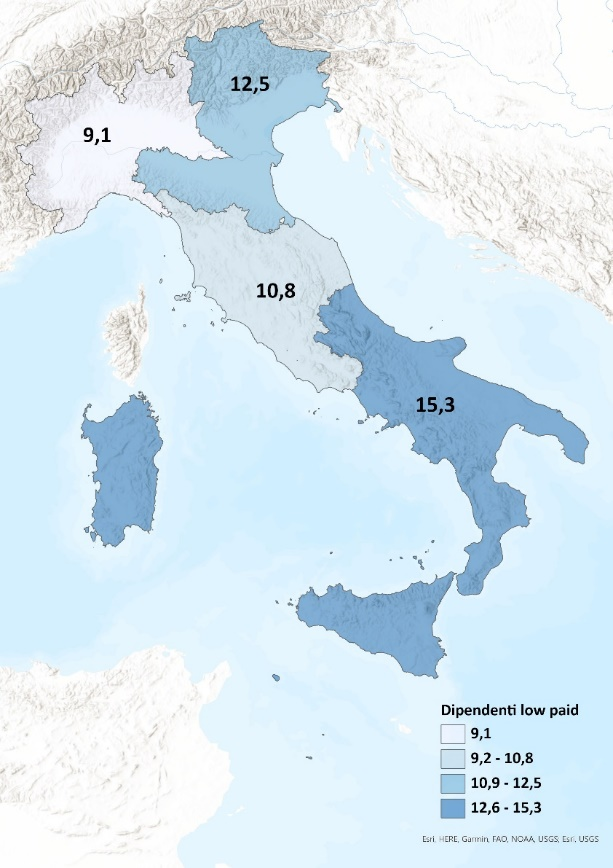 12,5
9,1
10,8
15,3
Dipendenti low paid
9,1
9,2 - 10,8
10,9 - 12,5
12,6 - 15,3
Esri, HERE, Garmin, FAO, NOAA, USGS; Esri, USGS